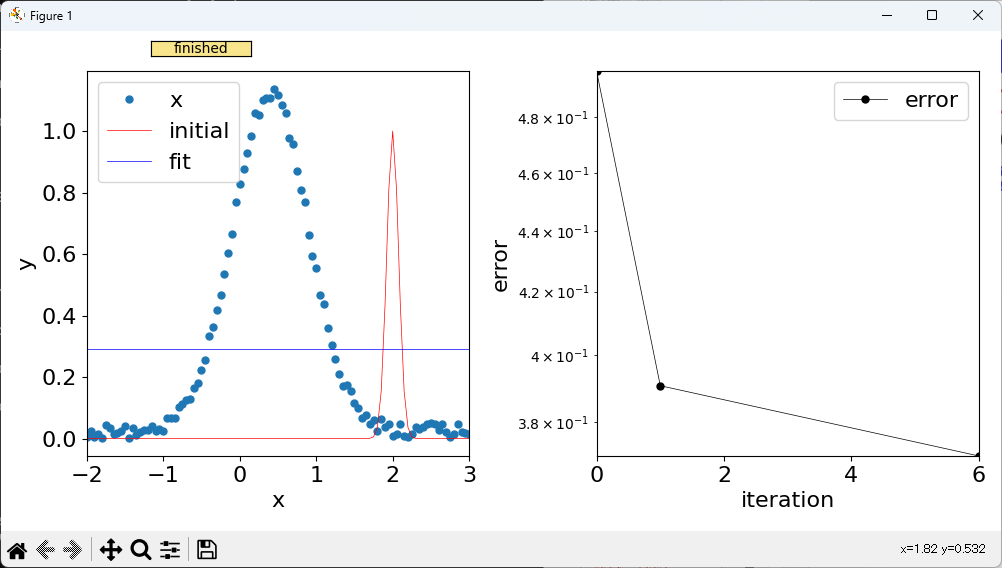 Figure 1
finished
x
initial
fit
y
1.0
0.8
0.6
0.4
0.2
0.0
−2
−1
0
1
2
3
x
error
error
4.8 × 10⁻¹
4.6 × 10⁻¹
4.4 × 10⁻¹
4.2 × 10⁻¹
4 × 10⁻¹
3.8 × 10⁻¹
0
2
4
6
iteration
x=1.82 y=0.532